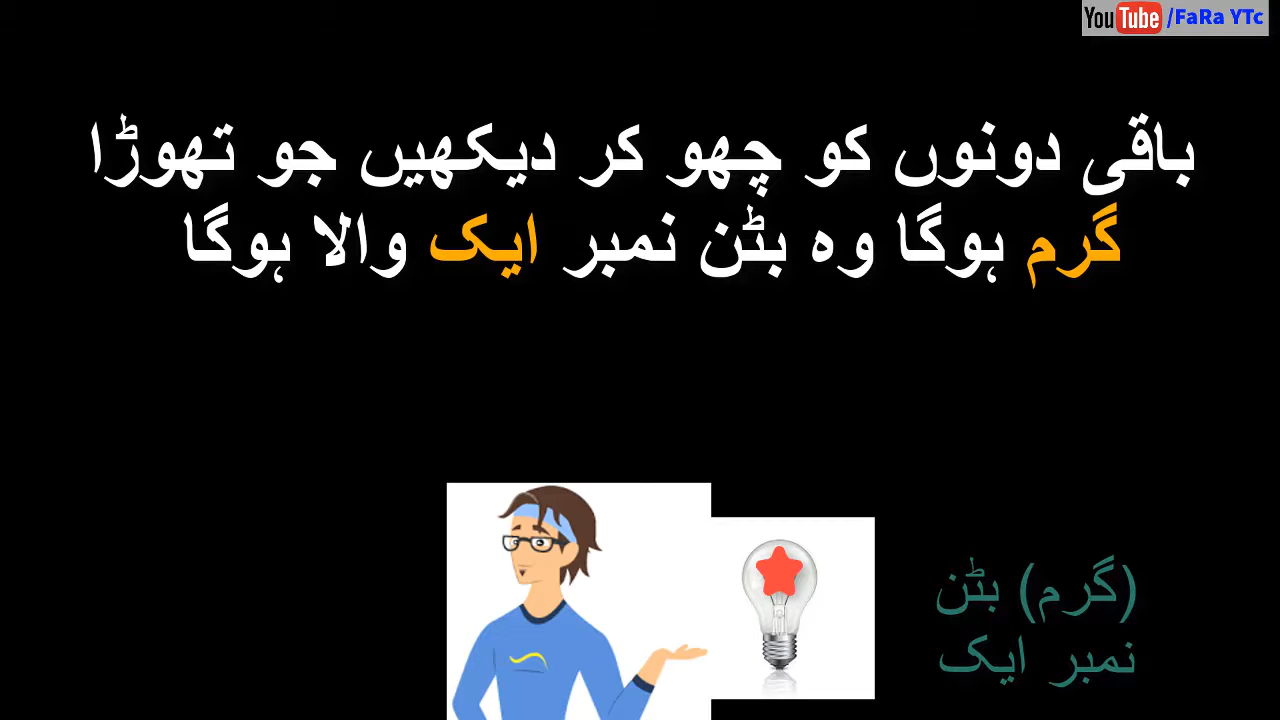 YouTube /FaRa YTc
باقی دونوں کو چھو کر دیکھیں جو تھوڑا
گرم ہوگا وہ بٹن نمبر ایک والا ہوگا
(گرم) بٹن
نمبر ایک